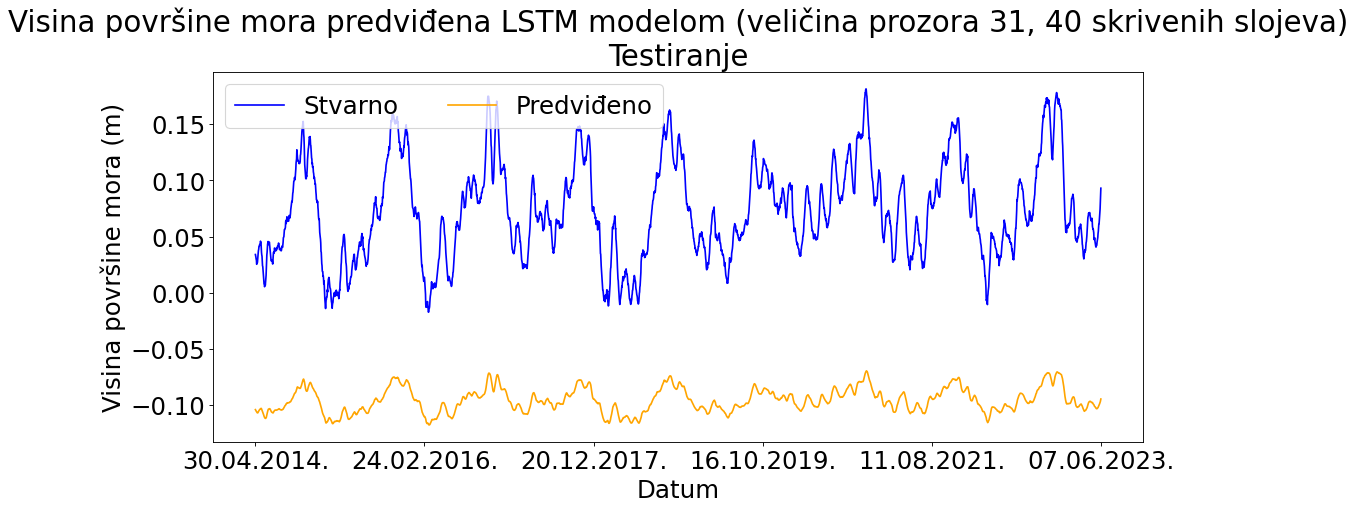 Visina površine mora predviđena LSTM modelom (veličina prozora 31, 40 skrivenih slojeva)
Testiranje
Stvarno
Predviđeno
Visina površine mora (m)
0.15
0.10
0.05
0.00
−0.05
−0.10
30.04.2014.
24.02.2016.
20.12.2017.
16.10.2019.
11.08.2021.
07.06.2023.
Datum